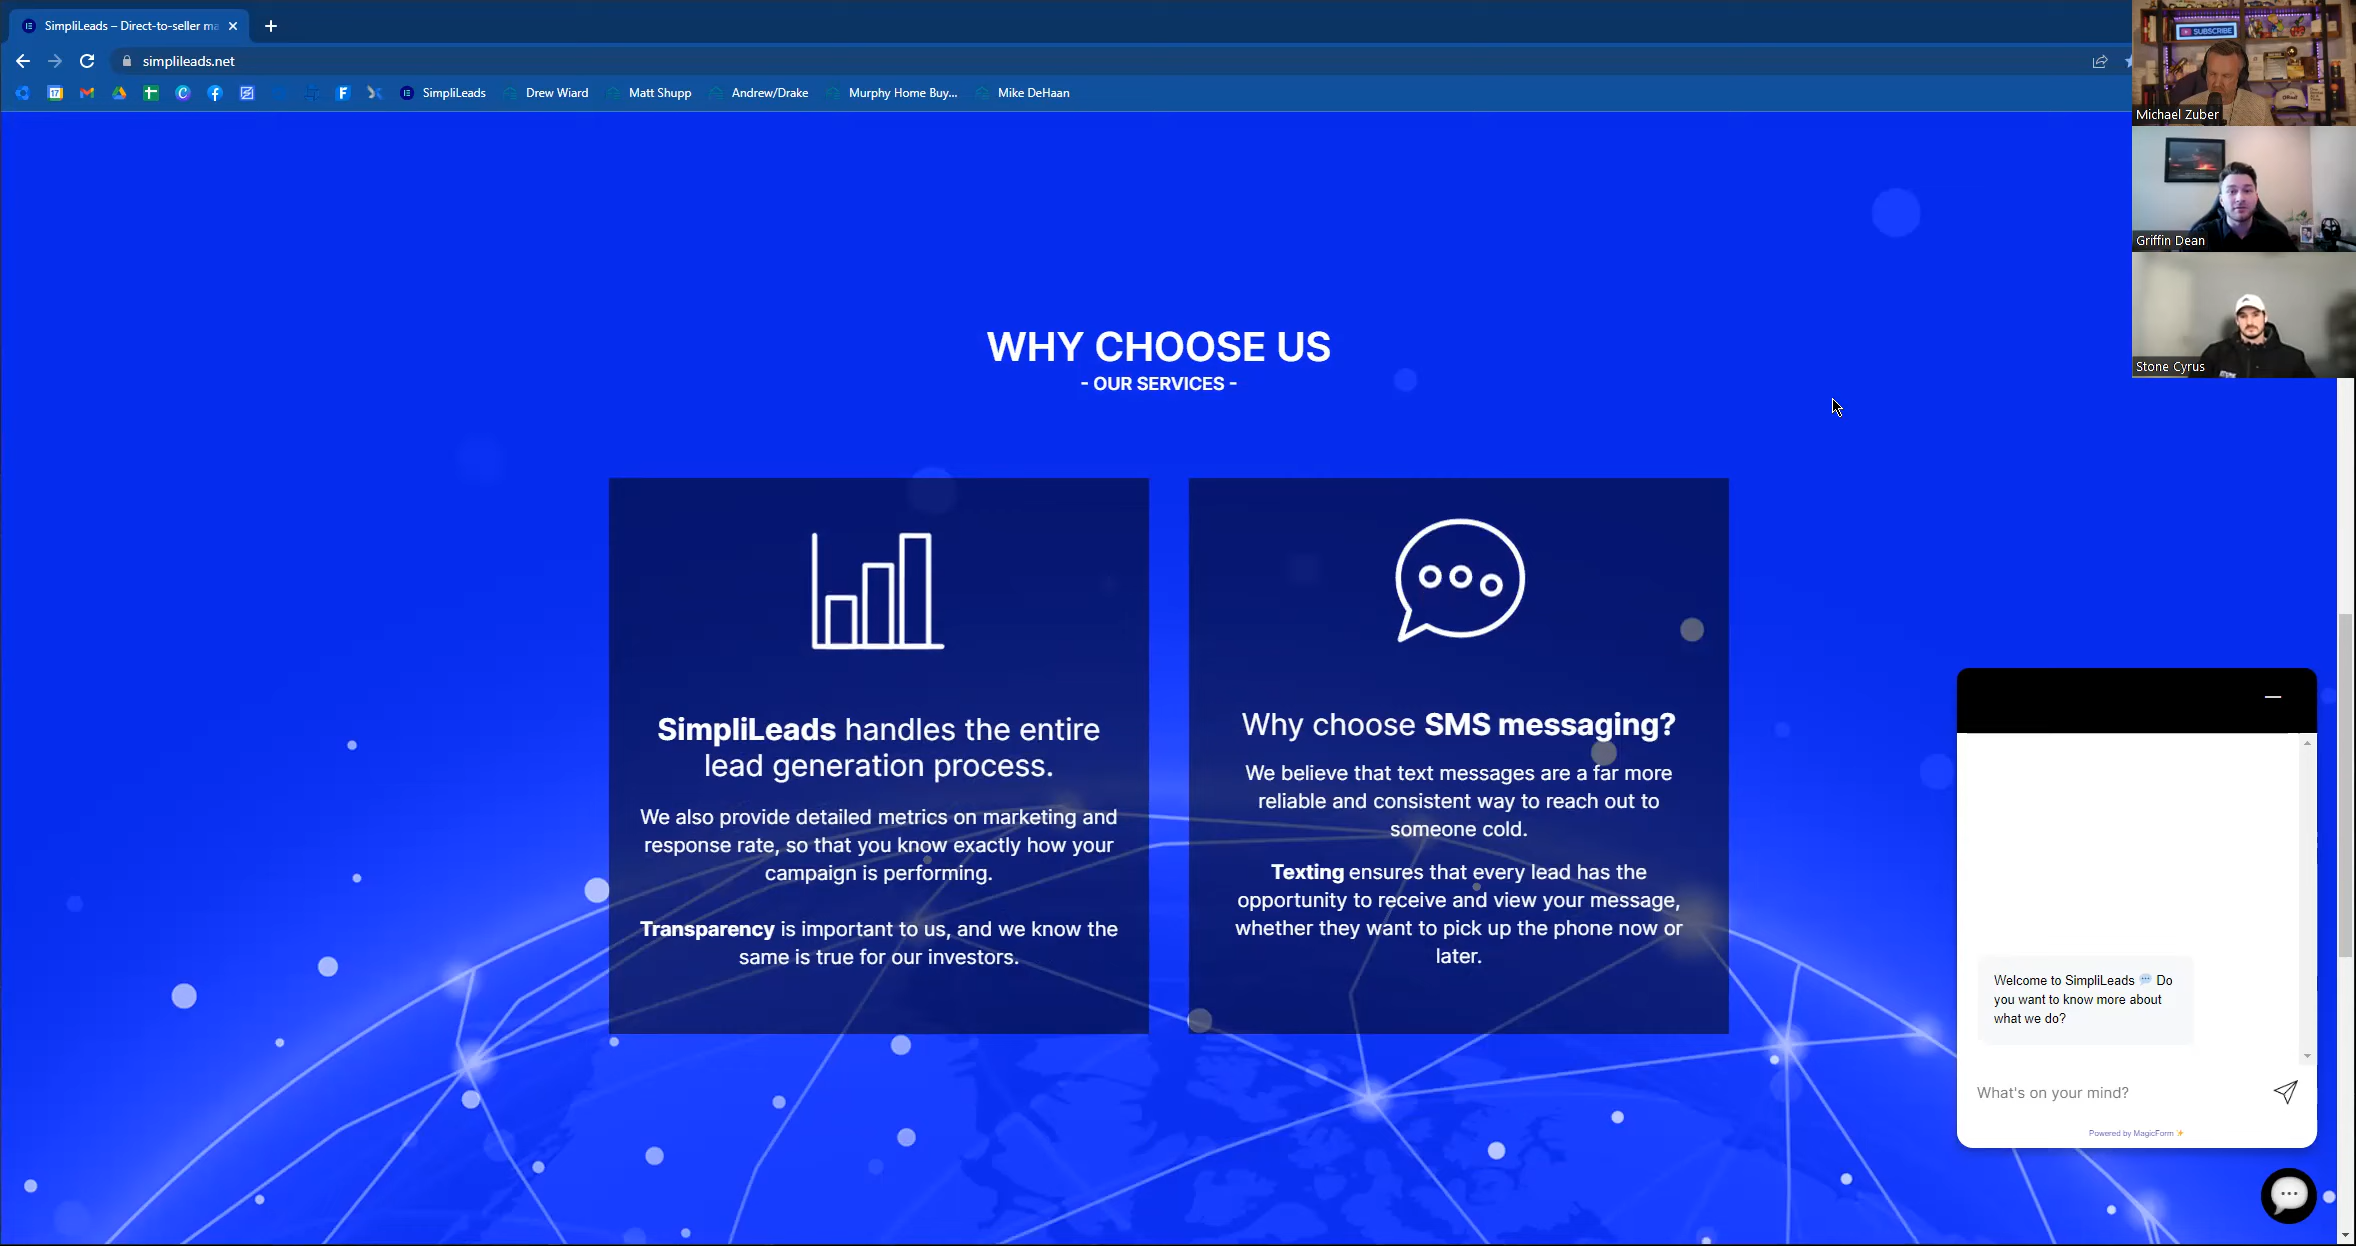 SimpliLeads – Direct-to-seller ma
simplileads.net
SimpliLeads
Drew Wiard
Matt Shupp
Andrew/Drake
Murphy Home Buy...
Mike DeHaan
SUBSCRIBE
Michael Zuber
Griffin Dean
Stone Cyrus
WHY CHOOSE US
- OUR SERVICES -
SimpliLeads handles the entire
lead generation process.
We also provide detailed metrics on marketing and
response rate, so that you know exactly how your
campaign is performing.
Transparency is important to us, and we know the
same is true for our investors.
Why choose SMS messaging?
We believe that text messages are a far more
reliable and consistent way to reach out to
someone cold.
Texting ensures that every lead has the
opportunity to receive and view your message,
whether they want to pick up the phone now or
later.
Welcome to SimpliLeads 💬 Do
you want to know more about
what we do?
What's on your mind?
Powered by MagicForm ✨